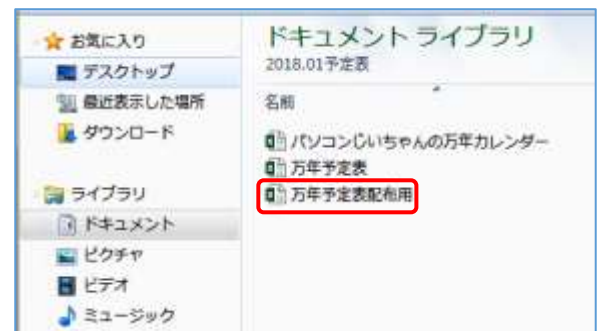 お気に入り
デスクトップ
最近表示した場所
ダウンロード
ライブラリ
ドキュメント
ピクチャ
ビデオ
ミュージック
ドキュメント ライブラリ
2018.01予定表
名前
パソコンじいちゃんの万年カレンダー
万年予定表
万年予定表配布用